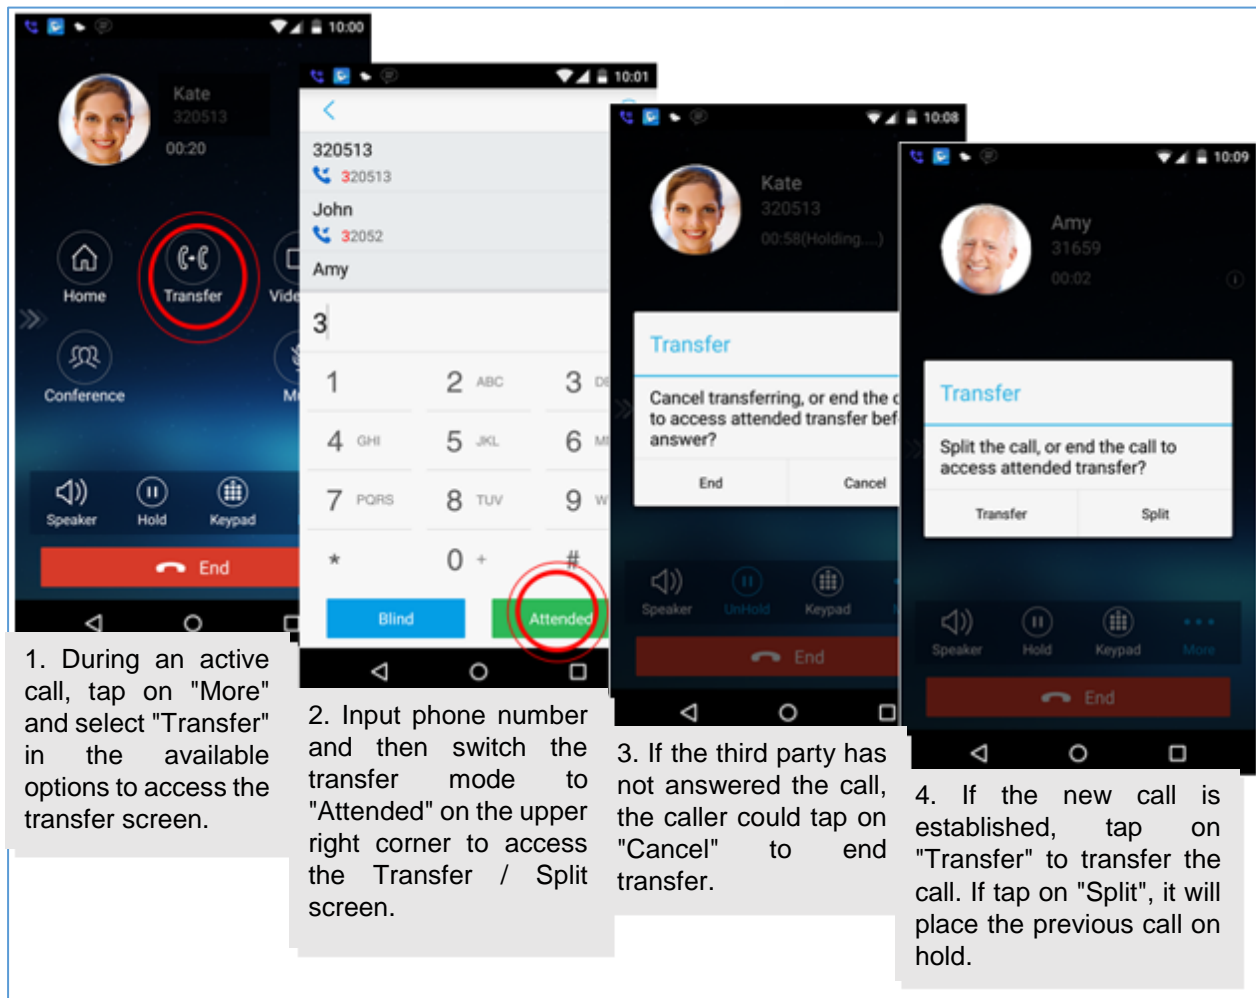 10:00
Kate
320513
00:20
Home
Transfer
Conference
Speaker
Hold
Keypad
End
1. During an active
call, tap on "More"
and select "Transfer"
in the available
options to access the
transfer screen.
10:01
320513
320513
John
32052
Amy
3
1
2 ABC
3
4 GHI
5 JKL
6
7 PQRS
8 TUV
9
*
0 +
#
Blind
Attended
2. Input phone number
and then switch the
transfer mode to
"Attended" on the upper
right corner to access
the Transfer / Split
screen.
10:08
Kate
320513
00:58(Holding....)
Transfer
Cancel transferring, or end the
to access attended transfer
answer?
End
Cancel
Speaker
UnHold
Keypad
End
3. If the third party has
not answered the call,
the caller could tap on
"Cancel" to end
transfer.
10:09
Amy
31659
00:02
Transfer
Split the call, or end the call to
access attended transfer?
Transfer
Split
Speaker
Hold
Keypad
More
End
4. If the new call is
established, tap on
"Transfer" to transfer the
call. If tap on "Split", it will
place the previous call on
hold.